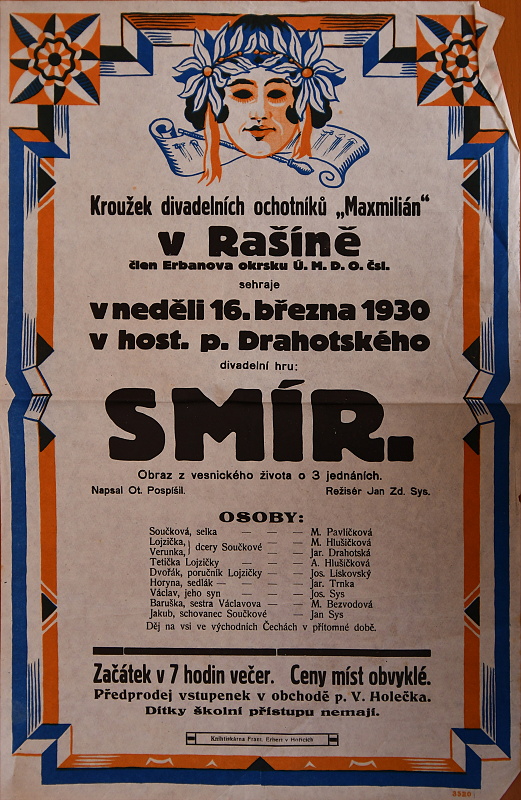 Kroužek divadelních ochotníků „Maxmilián“
v Rašíně
člen Erbanova okrsku Ú. M. D. O. čsl.
sehraje
v neděli 16. března 1930
v host. p. Drahotského
divadelní hru:
SMÍR.
Obraz z vesnického života o 3 jednáních.
Napsal Ot. Pospíšil. Režisér Jan Zd. Sys.
OSOBY:
Součková, selka — — — M. Pavlíčková
Lojzička, } dcery Součkové — — M. Hlušičková
Verunka, — — Jar. Drahotská
Tetička Lojzičky — — — A. Hlušičková
Dvořák, poručník Lojzičky — — Jos. Liskovský
Horyna, sedlák — — — Jar. Trnka
Václav, jeho syn — — — Jos. Sys
Baruška, sestra Václavova — — M. Bezvodová
Jakub, schovanec Součkové — Jan Sys
Děj na vsi ve východních Čechách v přítomné době.
Začátek v 7 hodin večer. Ceny míst obvyklé.
Předprodej vstupenek v obchodě p. V. Holečka.
Dítky školní přístupu nemají.
Knihtiskárna Frant. Erbert v Hořicích